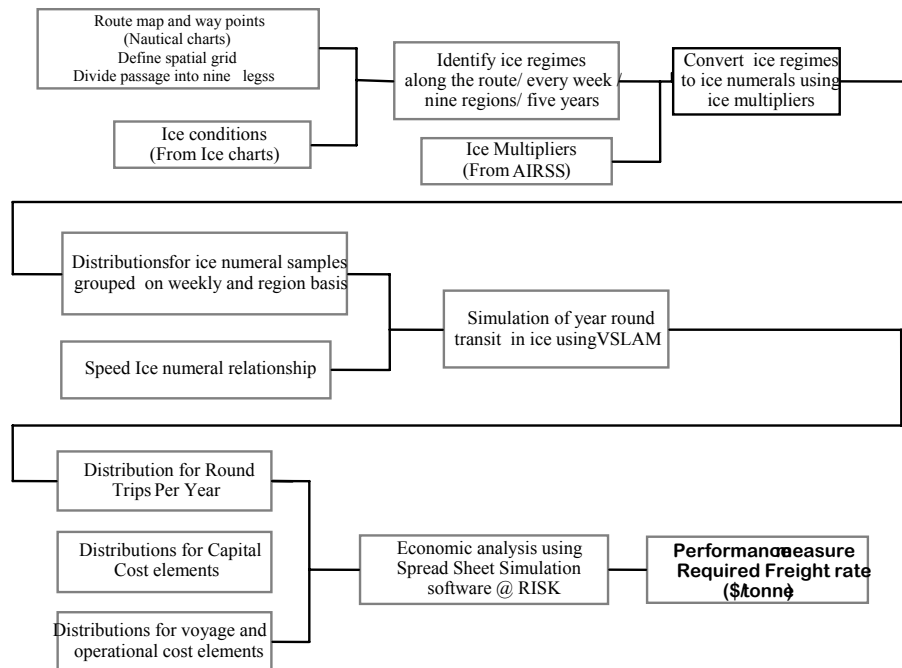 Route map and way points
(Nautical charts)
Define spatial grid
Divide passage into nine legss
Ice conditions
(From Ice charts)
Identify ice regimes
along the route/ every week /
nine regions/ five years
Ice Multipliers
(From AIRSS)
Convert ice regimes
to ice numerals using
ice multipliers
Distributionsfor ice numeral samples
grouped on weekly and region basis
Speed Ice numeral relationship
Simulation of year round
transit in ice usingVSLAM
Distribution for Round
Trips Per Year
Distributions for Capital
Cost elements
Distributions for voyage and
operational cost elements
Economic analysis using
Spread Sheet Simulation
software @ RISK
Performance measure
Required Freight rate
($/tonne)